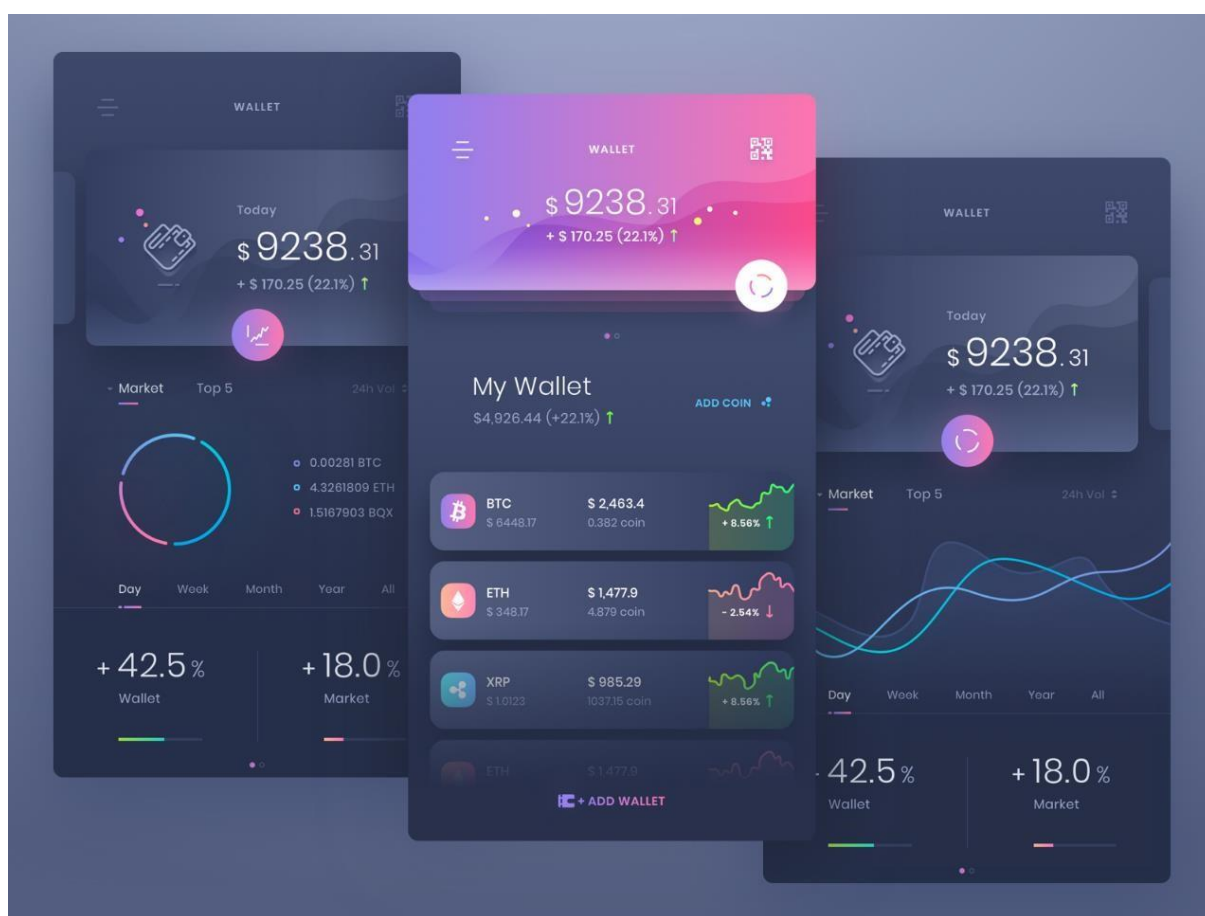 WALLET
Today
$ 9238.31
+ $ 170.25 (22.1%) ↑
Market Top 5 24h Vol
0.00281 BTC
4.3261809 ETH
1.5167903 BQX
Day Week Month Year All
+ 42.5 % + 18.0 %
Wallet Market
WALLET
$ 9238.31
+ $ 170.25 (22.1%) ↑
My Wallet
$4,926.44 (+22.1%) ↑
ADD COIN
BTC $ 2,463.4
$ 6448.17 0.382 coin
+ 8.56% ↑
ETH $ 1,477.9
$ 348.17 4.879 coin
- 2.54% ↓
XRP $ 985.29
$ 1.0123 1037.15 coin
+ 8.56% ↑
ETH $ 1,477.9
+ ADD WALLET
WALLET
Today
$ 9238.31
+ $ 170.25 (22.1%) ↑
Market Top 5 24h Vol
Day Week Month Year All
42.5 % + 18.0 %
Wallet Market